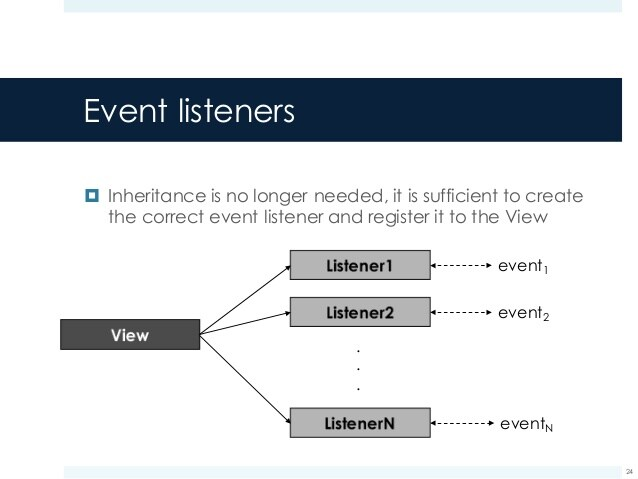 Event listeners
Inheritance is no longer needed, it is sufficient to create
the correct event listener and register it to the View
Listener1 event1
Listener2 event2
View
.
.
.
ListenerN eventN
24